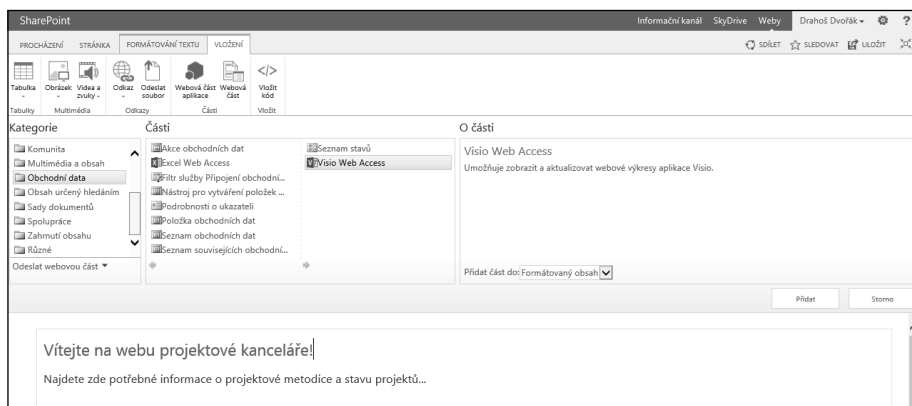 SharePoint
Informační kanál SkyDrive Weby Drahoš Dvořák
PROCHÁZENÍ STRÁNKA FORMÁTOVÁNÍ TEXTU VLOŽENÍ
SDÍLET SLEDOVAT ULOŽIT
Tabulka
Obrázek
Videa a zvuky
Odkaz
Odeslat soubor
Webová část aplikace
Webová část
Vložit kód
Tabulky Multimédia Odkazy Části Vložit
Kategorie
Komunita
Multimédia a obsah
Obchodní data
Obsah určený hledáním
Sady dokumentů
Spolupráce
Zahrnutí obsahu
Různé
Odeslat webovou část
Části
Akce obchodních dat
Excel Web Access
Filtr služby Připojení obchodní...
Nástroj pro vytváření položek ...
Podrobnosti o ukazateli
Položka obchodních dat
Seznam obchodních dat
Seznam souvisejících obchodní...
Seznam stavů
Visio Web Access
O části
Visio Web Access
Umožňuje zobrazit a aktualizovat webové výkresy aplikace Visio.
Přidat část do: Formátovaný obsah
Přidat Storno
Vítejte na webu projektové kanceláře!
Najdete zde potřebné informace o projektové metodice a stavu projektů...